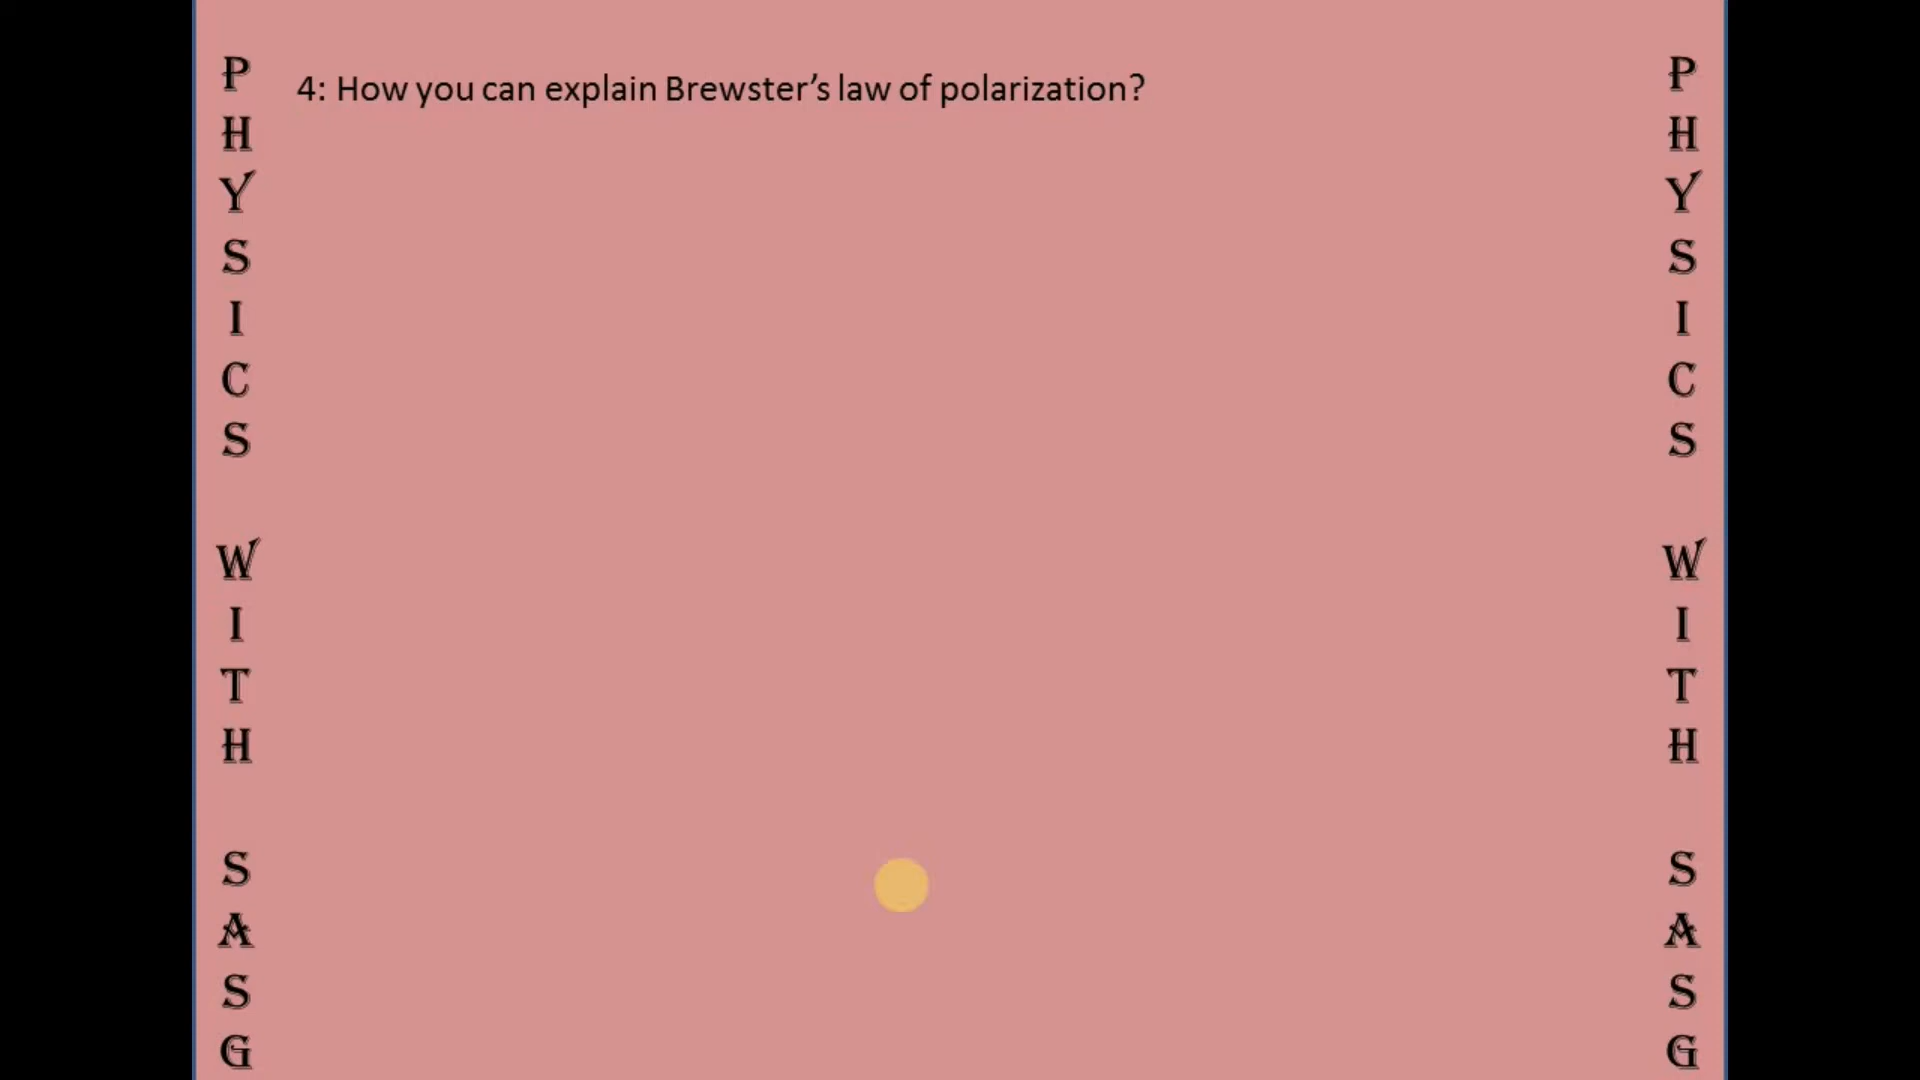 4: How you can explain Brewster’s law of polarization?
P
H
Y
S
I
C
S
W
I
T
H
S
A
S
G
P
H
Y
S
I
C
S
W
I
T
H
S
A
S
G